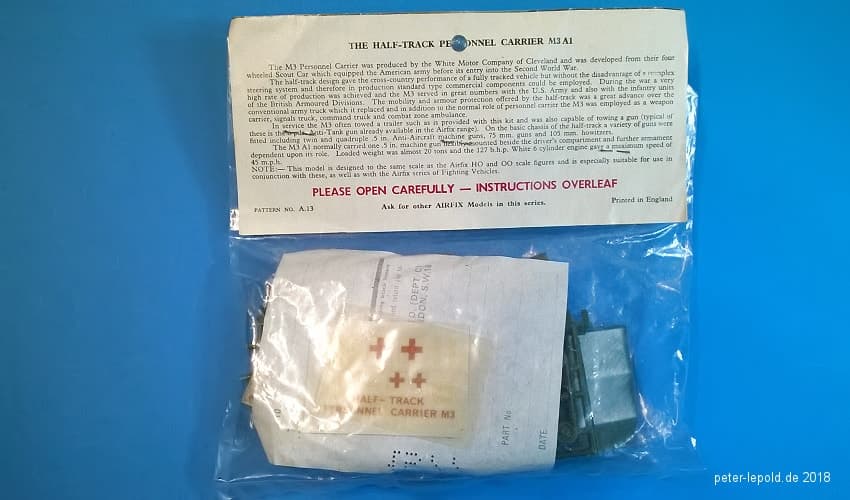 THE HALF-TRACK PERSONNEL CARRIER M3 A1
The M3 Personnel Carrier was produced by the White Motor Company of Cleveland and was developed from their four
wheeled Scout Car which equipped the American army before its entry into the Second World War.
The half-track design gave the cross-country performance of a fully tracked vehicle but without the disadvantage of a complex
steering system and therefore in production standard type commercial components could be employed. During the war a very
high rate of production was achieved and the M3 served in great numbers with the U.S. Army and also with the infantry units
of the British Armoured Divisions. The mobility and armour protection offered by the half-track was a great advance over the
conventional army truck which it replaced and in addition to the normal role of personnel carrier the M3 was employed as a weapon
carrier, signals truck, command truck and combat zone ambulance.
In service the M3 often towed a trailer such as is provided with this kit and was also capable of towing a gun (typical of
these is the Anti-Tank gun already available in the Airfix range). On the basic chassis of the half-track a variety of guns were
fitted including twin and quadruple .5 in. Anti-Aircraft machine guns, 75 mm. guns and 105 mm. howitzers.
The M3 A1 normally carried one .5 in. machine gun mounted beside the driver's compartment and further armament
dependent upon its role. Loaded weight was almost 20 tons and the 127 b.h.p. White 6 cylinder engine gave a maximum speed of
45 m.p.h.
NOTE:— This model is designed to the same scale as the Airfix HO and OO scale figures and is especially suitable for use in
conjunction with these, as well as with the Airfix series of Fighting Vehicles.
PLEASE OPEN CAREFULLY — INSTRUCTIONS OVERLEAF
PATTERN NO. A.13
Ask for other AIRFIX Models in this series.
Printed in England
(DEPT. C)
S.W.18
HALF-TRACK
PERSONNEL CARRIER M3
PART No
DATE
peter-lepold.de 2018